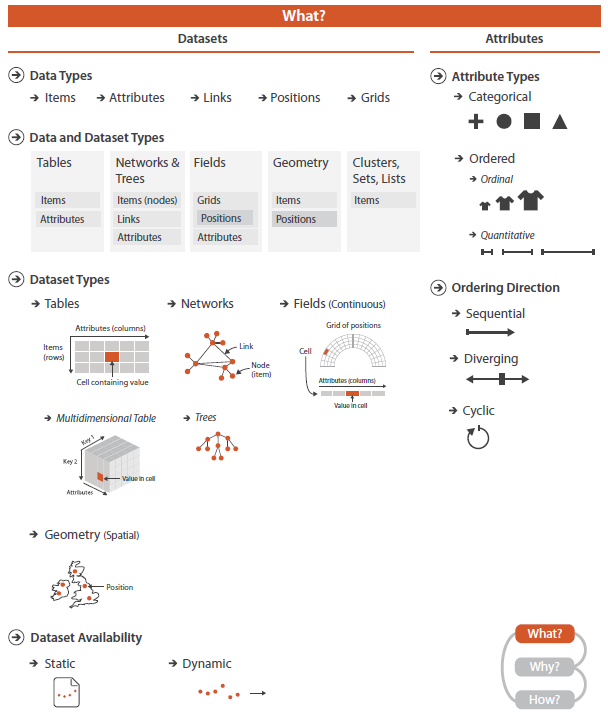 What?
Datasets
Attributes
Data Types
Items
Attributes
Links
Positions
Grids
Data and Dataset Types
Tables
Items
Attributes
Networks &
Trees
Items (nodes)
Links
Attributes
Fields
Grids
Positions
Attributes
Geometry
Items
Positions
Clusters,
Sets, Lists
Items
Dataset Types
Tables
Attributes (columns)
Items
(rows)
Cell containing value
Networks
Link
Node
(item)
Fields (Continuous)
Grid of positions
Cell
Attributes (columns)
Value in cell
Multidimensional Table
Key 1
Key 2
Value in cell
Attributes
Trees
Geometry (Spatial)
Position
Dataset Availability
Static
Dynamic
Attribute Types
Categorical
Ordered
Ordinal
Quantitative
Ordering Direction
Sequential
Diverging
Cyclic
What?
Why?
How?